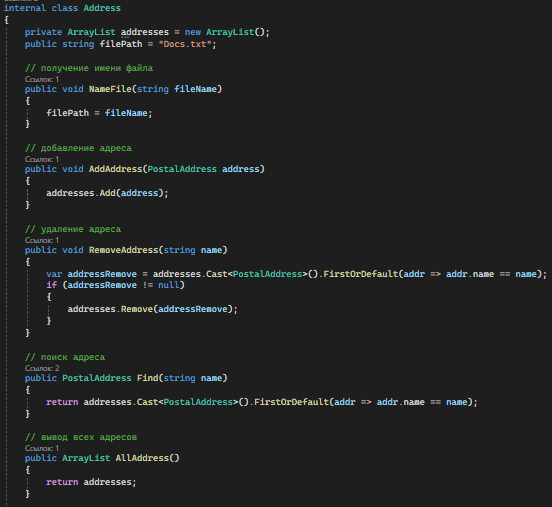 internal class Address
{
private ArrayList addresses = new ArrayList();
public string filePath = "Docs.txt";
// получение имени файла
Ссылок: 1
public void NameFile(string fileName)
{
filePath = fileName;
}
// добавление адреса
Ссылок: 1
public void AddAddress(PostalAddress address)
{
addresses.Add(address);
}
// удаление адреса
Ссылок: 1
public void RemoveAddress(string name)
{
var addressRemove = addresses.Cast<PostalAddress>().FirstOrDefault(addr => addr.name == name);
if (addressRemove != null)
{
addresses.Remove(addressRemove);
}
}
// поиск адреса
Ссылок: 2
public PostalAddress Find(string name)
{
return addresses.Cast<PostalAddress>().FirstOrDefault(addr => addr.name == name);
}
// вывод всех адресов
Ссылок: 1
public ArrayList AllAddress()
{
return addresses;
}